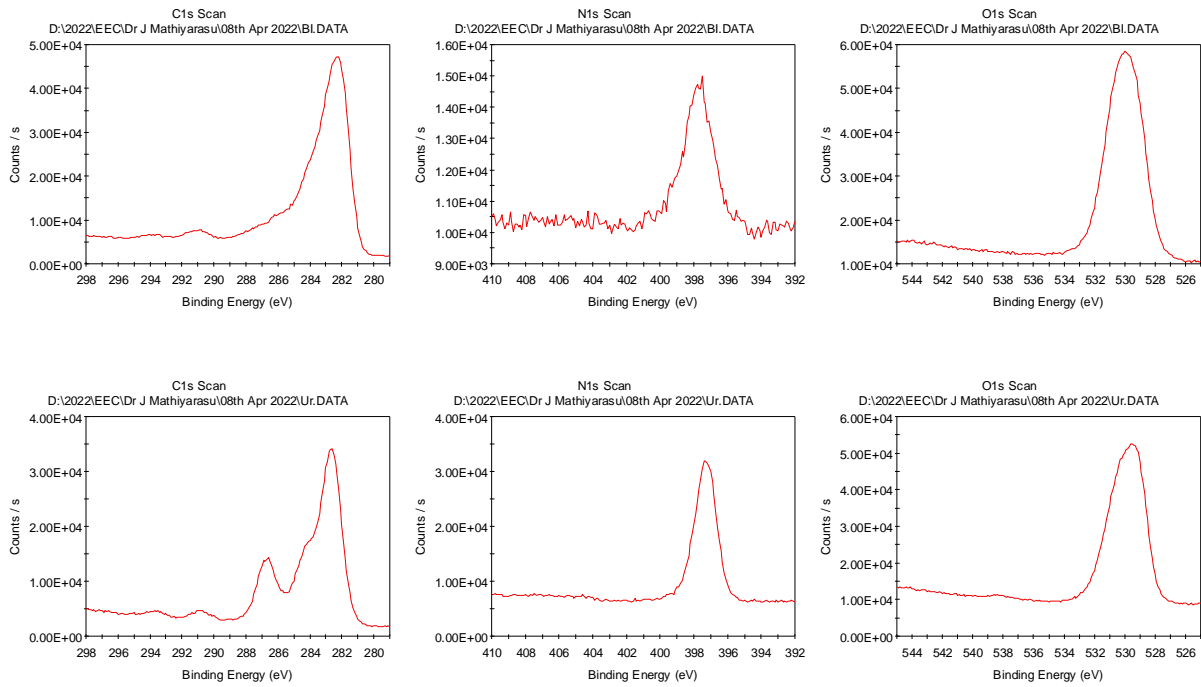 C1s Scan
D:\2022\EEC\Dr J Mathiyarasu\08th Apr 2022\Bl.DATA
5.00E+04
4.00E+04
3.00E+04
2.00E+04
1.00E+04
0.00E+00
Counts / s
298 296 294 292 290 288 286 284 282 280
Binding Energy (eV)
N1s Scan
D:\2022\EEC\Dr J Mathiyarasu\08th Apr 2022\Bl.DATA
1.60E+04
1.50E+04
1.40E+04
1.30E+04
1.20E+04
1.10E+04
1.00E+04
9.00E+03
Counts / s
410 408 406 404 402 400 398 396 394 392
Binding Energy (eV)
O1s Scan
D:\2022\EEC\Dr J Mathiyarasu\08th Apr 2022\Bl.DATA
6.00E+04
5.00E+04
4.00E+04
3.00E+04
2.00E+04
1.00E+04
Counts / s
544 542 540 538 536 534 532 530 528 526
Binding Energy (eV)
C1s Scan
D:\2022\EEC\Dr J Mathiyarasu\08th Apr 2022\Ur.DATA
4.00E+04
3.00E+04
2.00E+04
1.00E+04
0.00E+00
Counts / s
298 296 294 292 290 288 286 284 282 280
Binding Energy (eV)
N1s Scan
D:\2022\EEC\Dr J Mathiyarasu\08th Apr 2022\Ur.DATA
4.00E+04
3.00E+04
2.00E+04
1.00E+04
0.00E+00
Counts / s
410 408 406 404 402 400 398 396 394 392
Binding Energy (eV)
O1s Scan
D:\2022\EEC\Dr J Mathiyarasu\08th Apr 2022\Ur.DATA
6.00E+04
5.00E+04
4.00E+04
3.00E+04
2.00E+04
1.00E+04
0.00E+00
Counts / s
544 542 540 538 536 534 532 530 528 526
Binding Energy (eV)